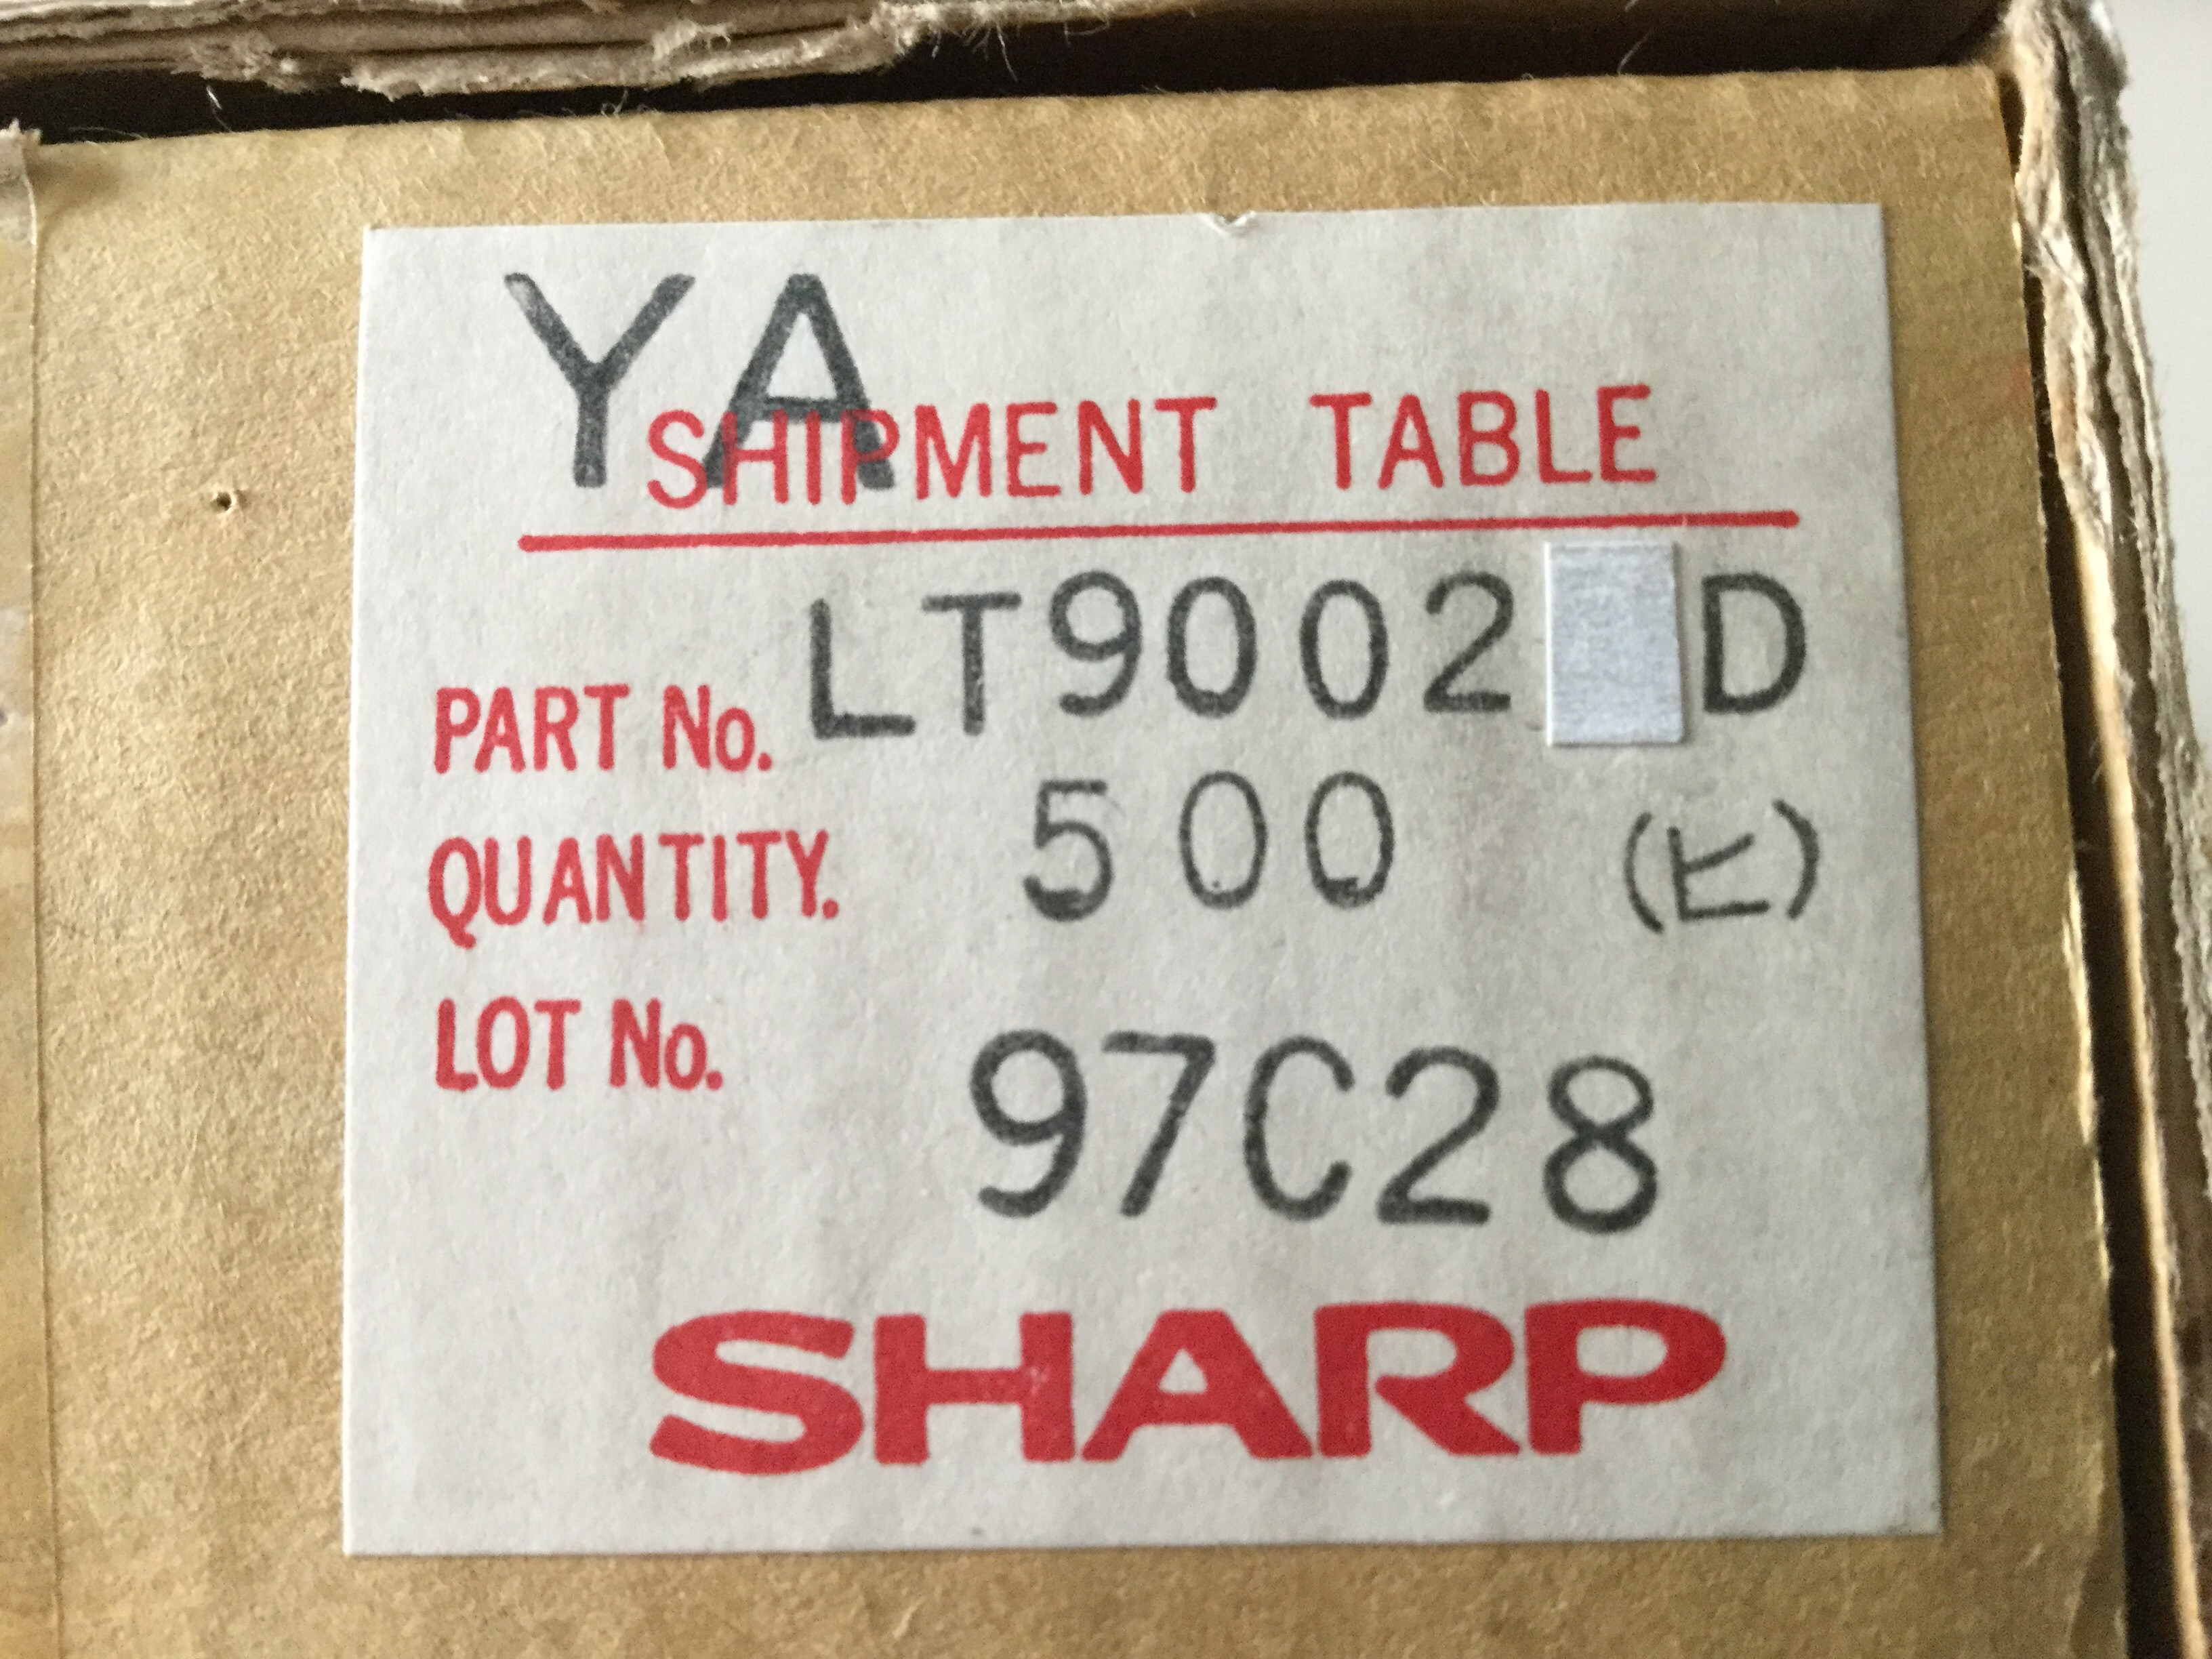 YA
SHIPMENT TABLE
PART No. LT9002 D
QUANTITY. 500 (ヒ)
LOT No. 97C28
SHARP